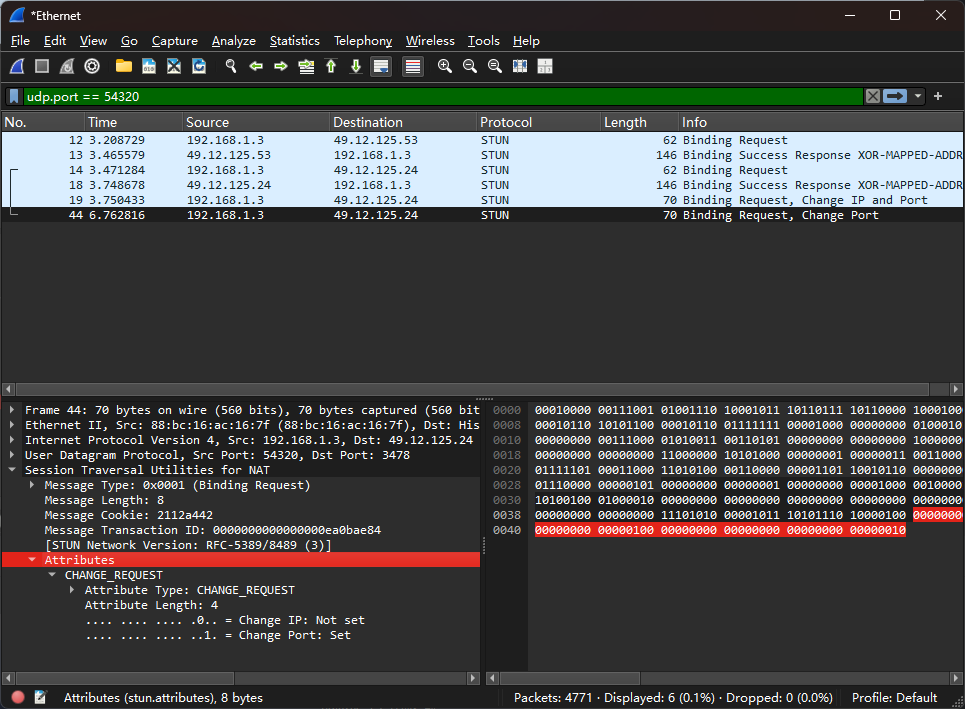 *Ethernet
File Edit View Go Capture Analyze Statistics Telephony Wireless Tools Help
udp.port == 54320
No. Time Source Destination Protocol Length Info
12 3.208729 192.168.1.3 49.12.125.53 STUN 62 Binding Request
13 3.465579 49.12.125.53 192.168.1.3 STUN 146 Binding Success Response XOR-MAPPED-ADDR
14 3.471284 192.168.1.3 49.12.125.24 STUN 62 Binding Request
18 3.748678 49.12.125.24 192.168.1.3 STUN 146 Binding Success Response XOR-MAPPED-ADDR
19 3.750433 192.168.1.3 49.12.125.24 STUN 70 Binding Request, Change IP and Port
44 6.762816 192.168.1.3 49.12.125.24 STUN 70 Binding Request, Change Port
Frame 44: 70 bytes on wire (560 bits), 70 bytes captured (560 bit
Ethernet II, Src: 88:bc:16:ac:16:7f (88:bc:16:ac:16:7f), Dst: His
Internet Protocol Version 4, Src: 192.168.1.3, Dst: 49.12.125.24
User Datagram Protocol, Src Port: 54320, Dst Port: 3478
Session Traversal Utilities for NAT
Message Type: 0x0001 (Binding Request)
Message Length: 8
Message Cookie: 2112a442
Message Transaction ID: 0000000000000000ea0bae84
[STUN Network Version: RFC-5389/8489 (3)]
Attributes
CHANGE_REQUEST
Attribute Type: CHANGE_REQUEST
Attribute Length: 4
.... .... .... .0.. = Change IP: Not set
.... .... .... ..1. = Change Port: Set
0000 00010000 00111001 01001110 10001011 10110111 10110000 1000100
0008 00010110 10101100 00010110 01111111 00001000 00000000 0100010
0010 00000000 00111000 01010011 00110101 00000000 00000000 1000000
0018 00000000 00000000 11000000 10101000 00000001 00000011 0011000
0020 01111101 00011000 11010100 00110000 00001101 10010110 0000000
0028 01110000 00000101 00000000 00000001 00000000 00001000 0010000
0030 10100100 01000010 00000000 00000000 00000000 00000000 0000000
0038 00000000 00000000 11101010 00001011 10101110 10000100 0000000
0040 00000000 00000100 00000000 00000000 00000000 00000010
Attributes (stun.attributes), 8 bytes
Packets: 4771 · Displayed: 6 (0.1%) · Dropped: 0 (0.0%)
Profile: Default